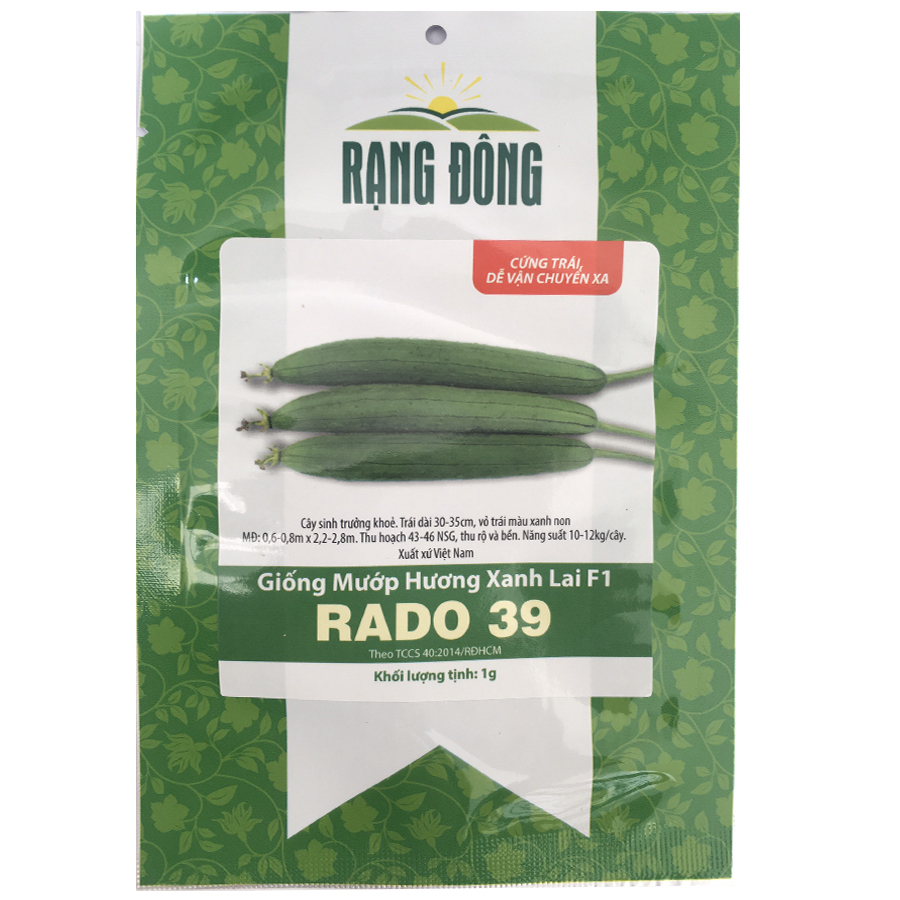 RẠNG ĐÔNG
CỨNG TRÁI,
DỄ VẬN CHUYỂN XA
Cây sinh trưởng khoẻ. Trái dài 30-35cm, vỏ trái màu xanh non
MĐ: 0,6-0,8m x 2,2-2,8m. Thu hoạch 43-46 NSG, thu rộ và bền. Năng suất 10-12kg/cây.
Xuất xứ Việt Nam
Giống Mướp Hương Xanh Lai F1
RADO 39
Theo TCCS 40:2014/RĐHCM
Khối lượng tịnh: 1g